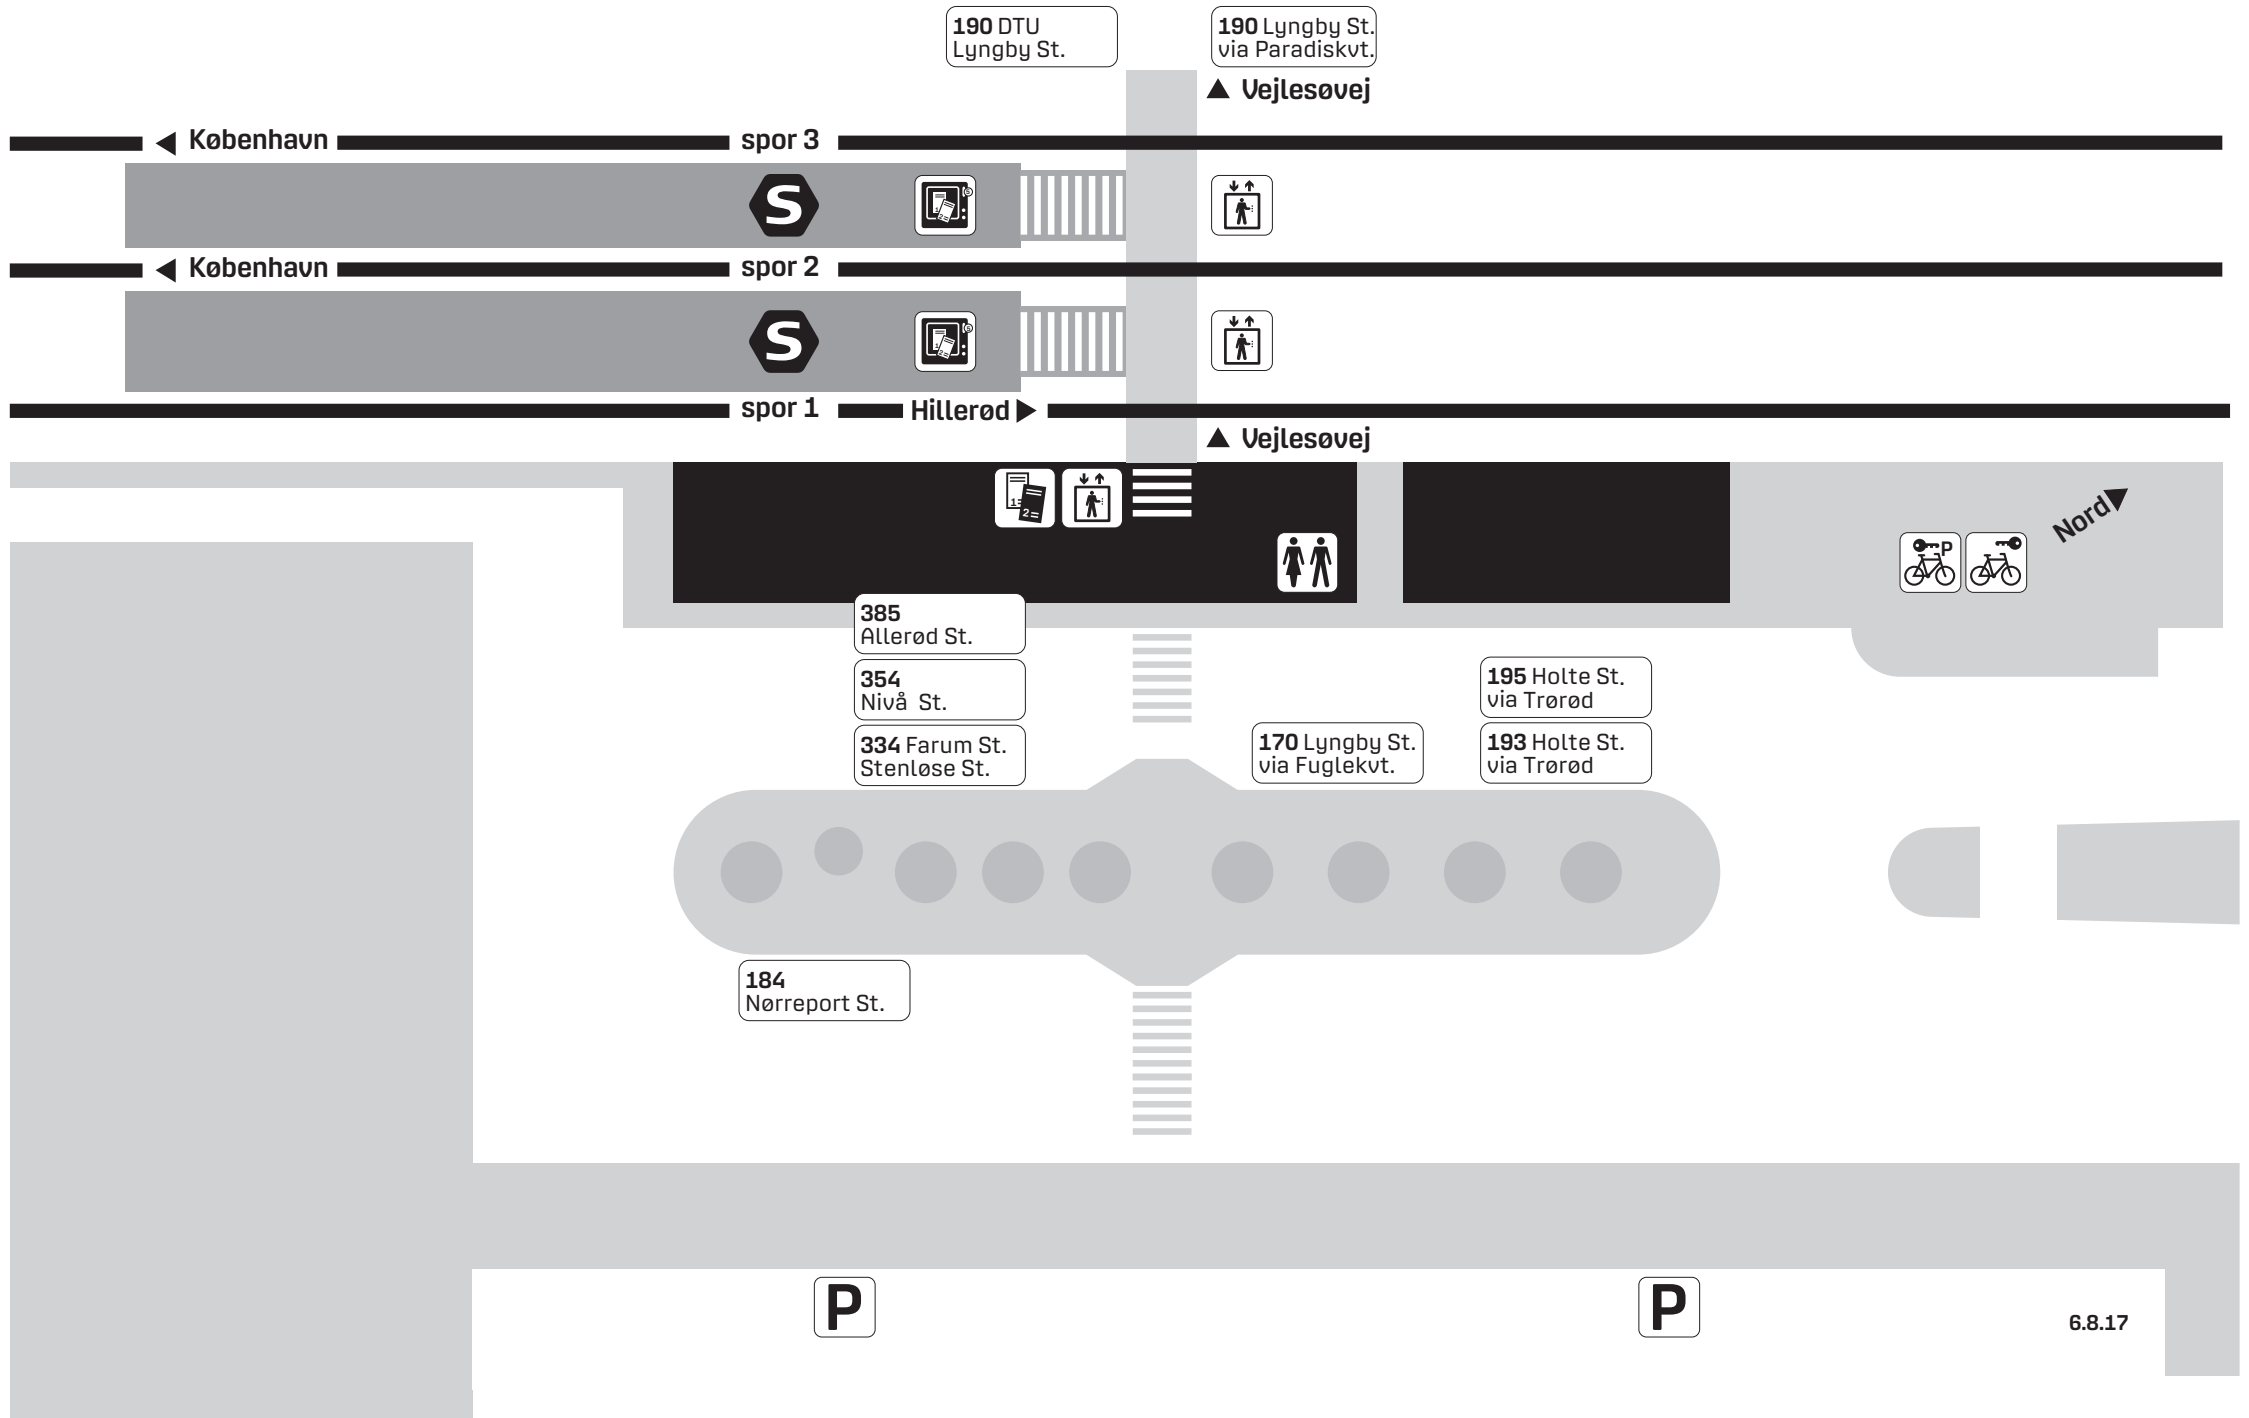 190 DTU
Lyngby St.
190 Lyngby St.
via Paradiskvt.
Vejlesøvej
København
spor 3
S
København
spor 2
S
spor 1
Hillerød
Vejlesøvej
1=
2=
Nord
P
385
Allerød St.
354
Nivå St.
334 Farum St.
Stenløse St.
170 Lyngby St.
via Fuglekvt.
195 Holte St.
via Trørød
193 Holte St.
via Trørød
184
Nørreport St.
P
P
6.8.17